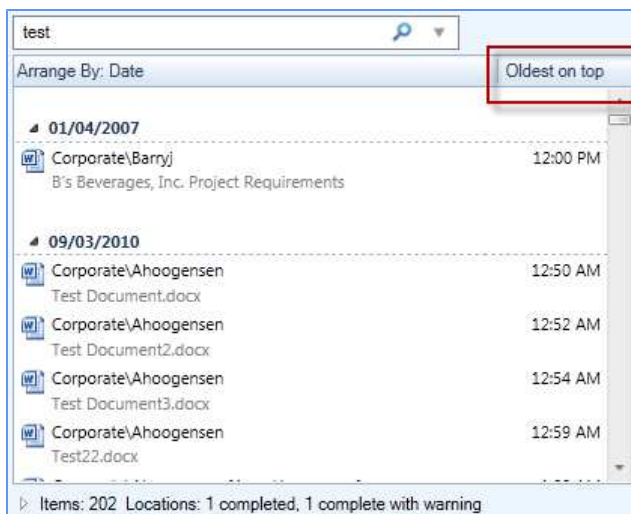 test
Arrange By: Date Oldest on top
01/04/2007
Corporate\Barryj 12:00 PM
B's Beverages, Inc. Project Requirements
09/03/2010
Corporate\Ahoogensen 12:50 AM
Test Document.docx
Corporate\Ahoogensen 12:52 AM
Test Document2.docx
Corporate\Ahoogensen 12:54 AM
Test Document3.docx
Corporate\Ahoogensen 12:59 AM
Test22.docx
Items: 202 Locations: 1 completed, 1 complete with warning